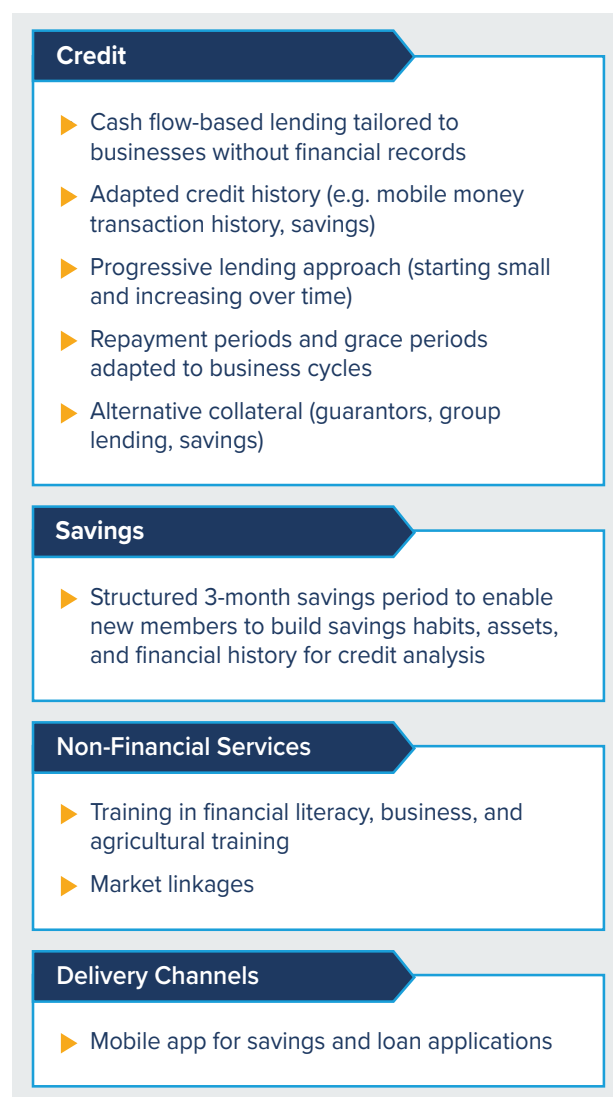 Credit
Cash flow-based lending tailored to
businesses without financial records
Adapted credit history (e.g. mobile money
transaction history, savings)
Progressive lending approach (starting small
and increasing over time)
Repayment periods and grace periods
adapted to business cycles
Alternative collateral (guarantors, group
lending, savings)
Savings
Structured 3-month savings period to enable
new members to build savings habits, assets,
and financial history for credit analysis
Non-Financial Services
Training in financial literacy, business, and
agricultural training
Market linkages
Delivery Channels
Mobile app for savings and loan applications